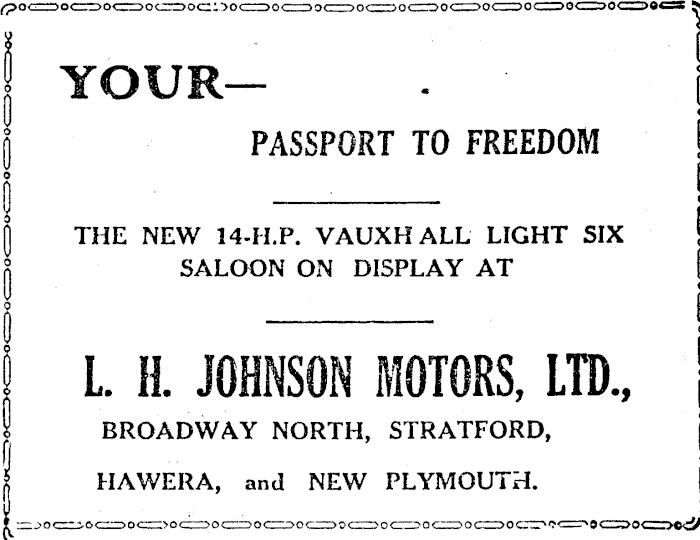 YOUR—
PASSPORT TO FREEDOM
THE NEW 14-H.P. VAUXHALL LIGHT SIX
SALOON ON DISPLAY AT
L. H. JOHNSON MOTORS, LTD.,
BROADWAY NORTH, STRATFORD,
HAWERA, and NEW PLYMOUTH.